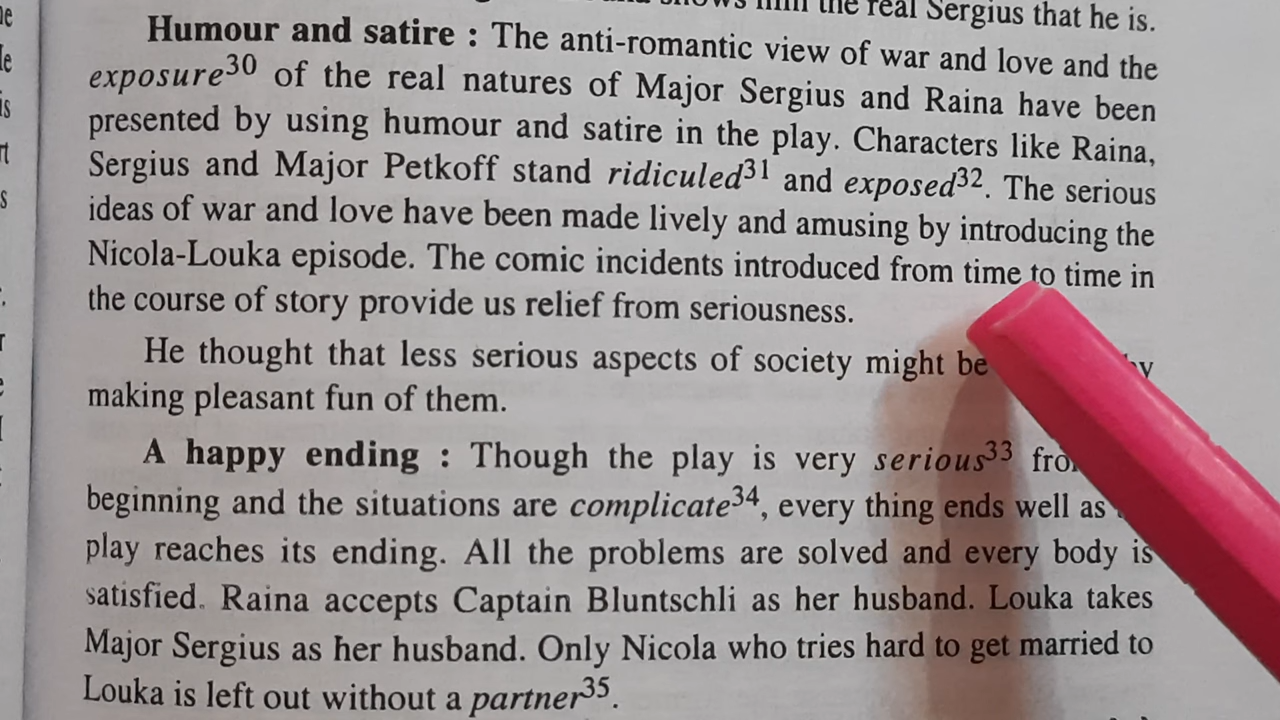 the real Sergius that he is.
Humour and satire : The anti-romantic view of war and love and the
exposure30 of the real natures of Major Sergius and Raina have been
presented by using humour and satire in the play. Characters like Raina,
Sergius and Major Petkoff stand ridiculed31 and exposed32. The serious
ideas of war and love have been made lively and amusing by introducing the
Nicola-Louka episode. The comic incidents introduced from time to time in
the course of story provide us relief from seriousness.
He thought that less serious aspects of society might be
making pleasant fun of them.
A happy ending : Though the play is very serious33
beginning and the situations are complicate34, every thing ends well as
play reaches its ending. All the problems are solved and every body is
satisfied. Raina accepts Captain Bluntschli as her husband. Louka takes
Major Sergius as her husband. Only Nicola who tries hard to get married to
Louka is left out without a partner35.